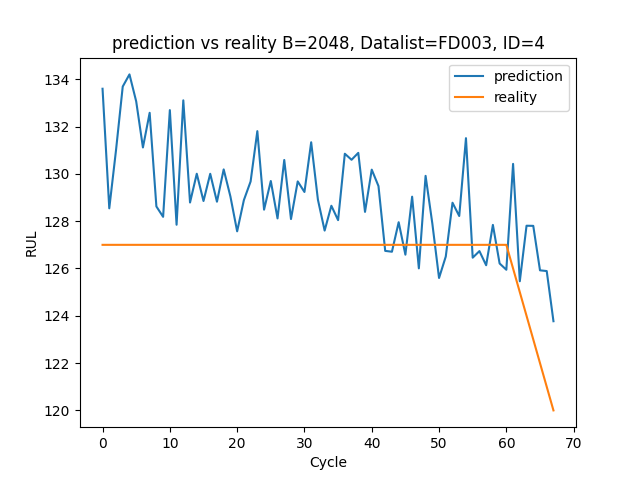 prediction vs reality B=2048, Datalist=FD003, ID=4
prediction
reality
134
132
130
128
126
124
122
120
RUL
0 10 20 30 40 50 60 70
Cycle